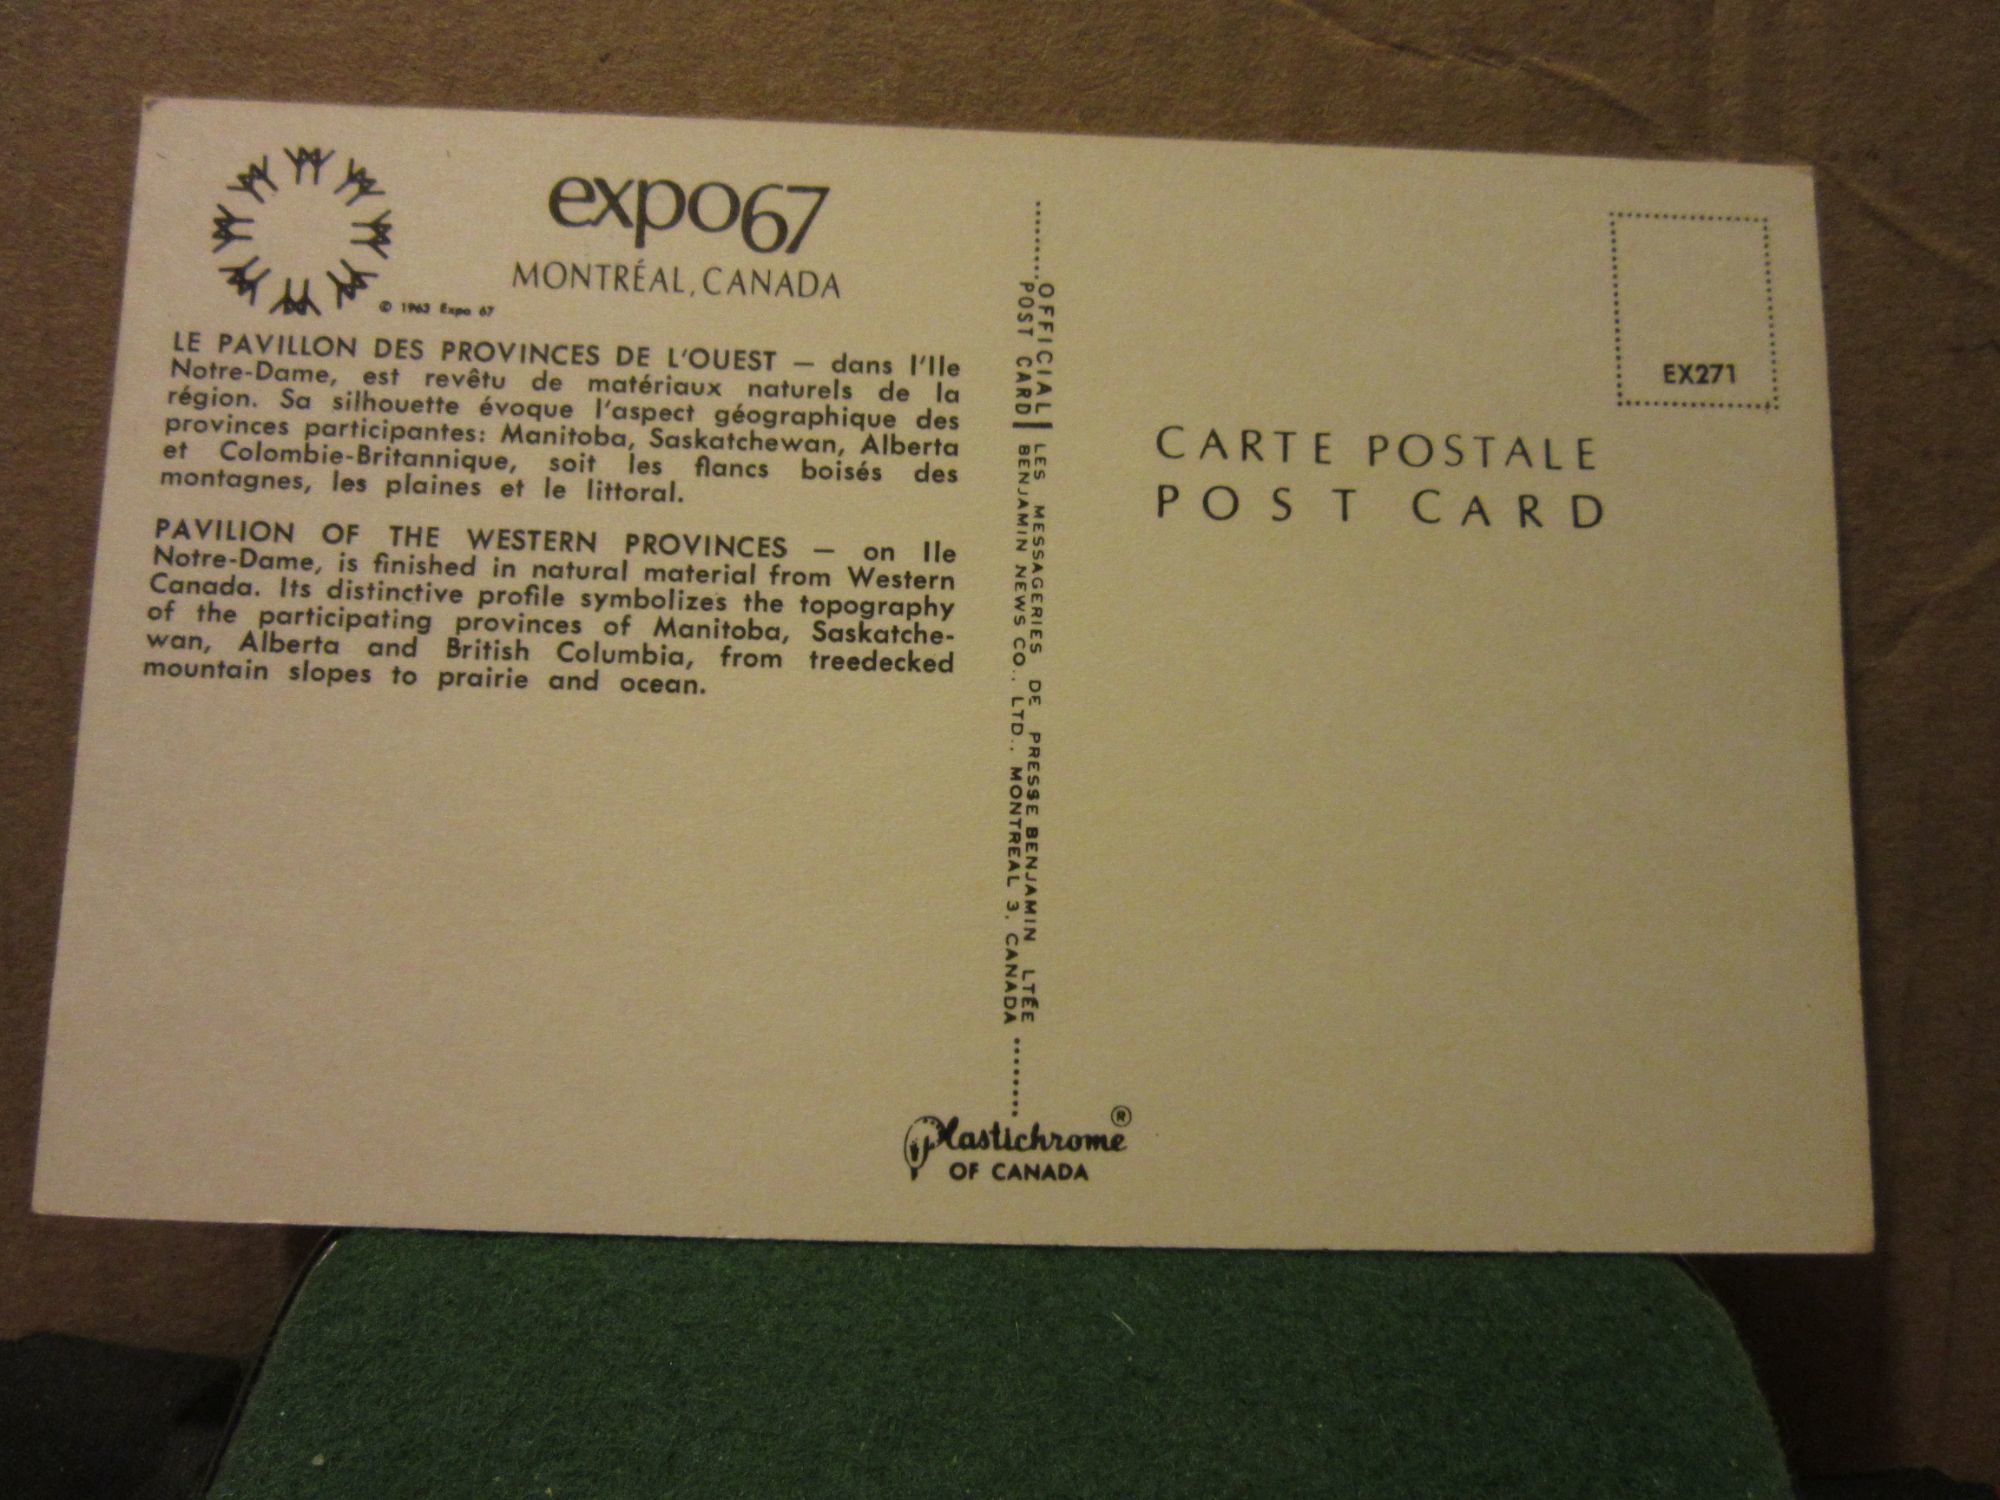 expo67
MONTRÉAL, CANADA
© 1963 Expo 67
LE PAVILLON DES PROVINCES DE L'OUEST — dans l'Ile
Notre-Dame, est revêtu de matériaux naturels de la
région. Sa silhouette évoque l'aspect géographique des
provinces participantes: Manitoba, Saskatchewan, Alberta
et Colombie-Britannique, soit les flancs boisés des
montagnes, les plaines et le littoral.
PAVILION OF THE WESTERN PROVINCES — on Ile
Notre-Dame, is finished in natural material from Western
Canada. Its distinctive profile symbolizes the topography
of the participating provinces of Manitoba, Saskatche-
wan, Alberta and British Columbia, from treedecked
mountain slopes to prairie and ocean.
OFFICIAL
POST CARD
LES MESSAGERIES DE PRESSE BENJAMIN LTÉE
BENJAMIN NEWS CO., LTD., MONTREAL 3, CANADA
Plastichrome ®
OF CANADA
EX271
CARTE POSTALE
POST CARD